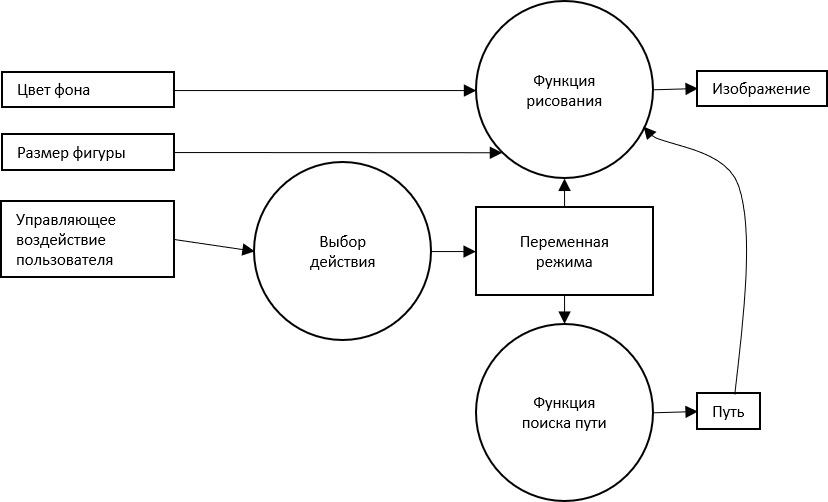 Функция
рисования
Изображение
Цвет фона
Размер фигуры
Управляющее
воздействие
пользователя
Выбор
действия
Переменная
режима
Функция
поиска пути
Путь